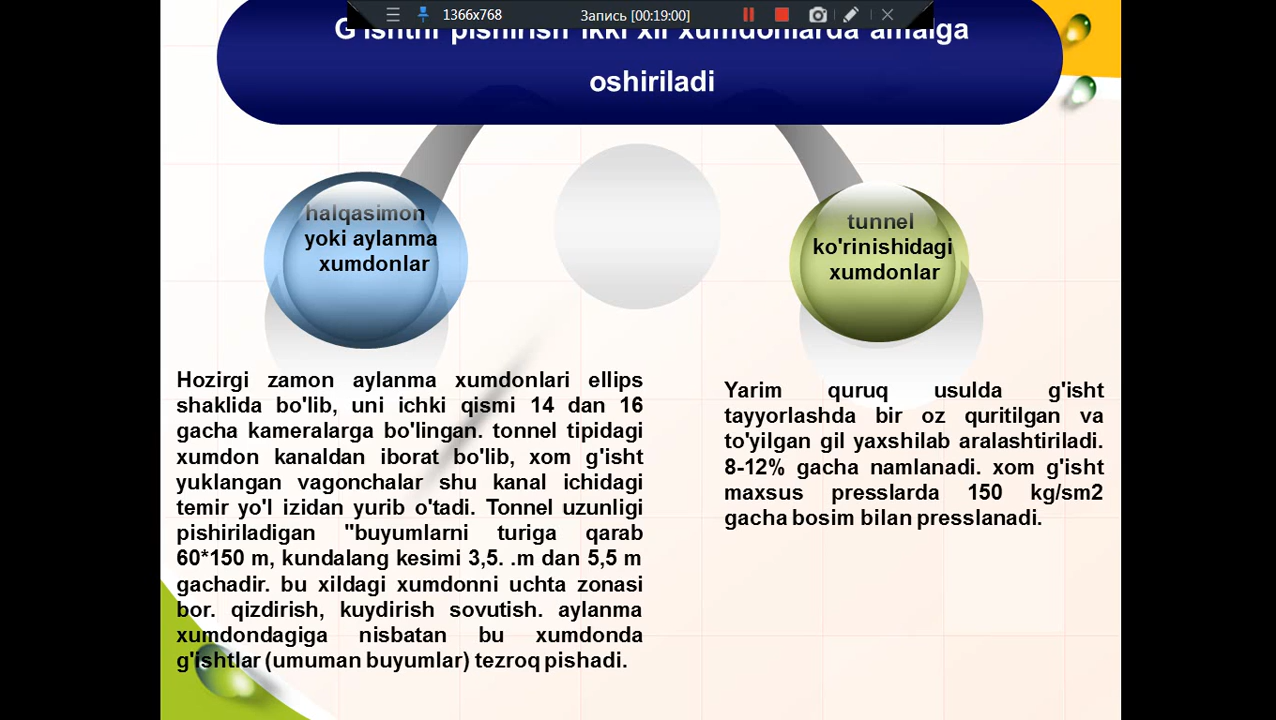 1366x768
Запись [00:19:00]
G'ishtni pishirish ikki xil xumdonlarda amalga
oshiriladi
halqasimon
yoki aylanma
xumdonlar
tunnel
ko'rinishidagi
xumdonlar
Hozirgi zamon aylanma xumdonlari ellips
shaklida bo'lib, uni ichki qismi 14 dan 16
gacha kameralarga bo'lingan. tonnel tipidagi
xumdon kanaldan iborat bo'lib, xom g'isht
yuklangan vagonchalar shu kanal ichidagi
temir yo'l izidan yurib o'tadi. Tonnel uzunligi
pishiriladigan "buyumlarni turiga qarab
60*150 m, kundalang kesimi 3,5. .m dan 5,5 m
gachadir. bu xildagi xumdonni uchta zonasi
bor. qizdirish, kuydirish sovutish. aylanma
xumdondagiga nisbatan bu xumdonda
g'ishtlar (umuman buyumlar) tezroq pishadi.
Yarim quruq usulda g'isht
tayyorlashda bir oz quritilgan va
to'yilgan gil yaxshilab aralashtiriladi.
8-12% gacha namlanadi. xom g'isht
maxsus presslarda 150 kg/sm2
gacha bosim bilan presslanadi.